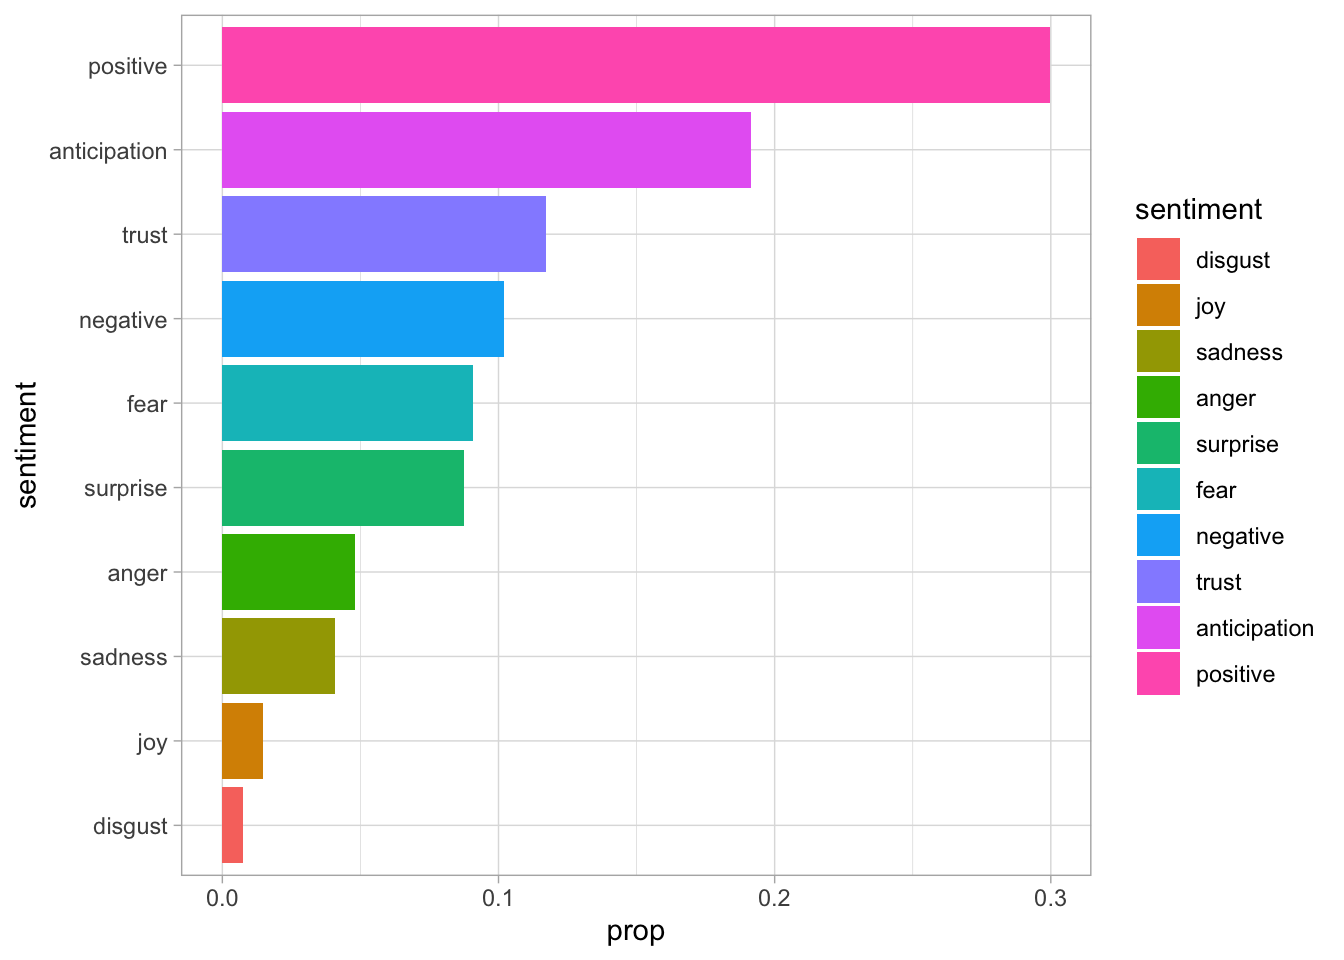 positive
anticipation
trust
negative
fear
surprise
anger
sadness
joy
disgust
sentiment
0.0 0.1 0.2 0.3
prop
sentiment
disgust
joy
sadness
anger
surprise
fear
negative
trust
anticipation
positive